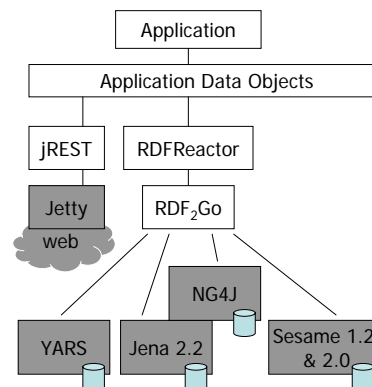 Application
Application Data Objects
jREST
RDFReactor
Jetty
RDF₂Go
web
NG4J
YARS
Jena 2.2
Sesame 1.2
& 2.0